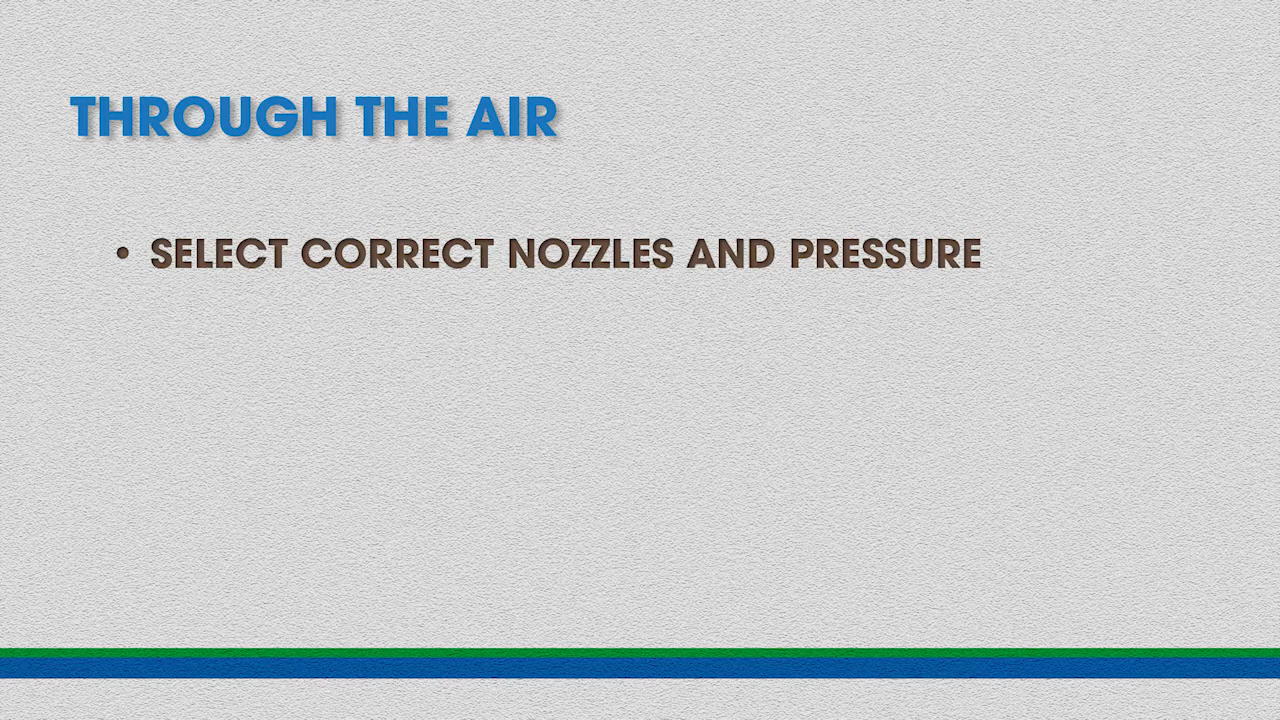 THROUGH THE AIR
• SELECT CORRECT NOZZLES AND PRESSURE